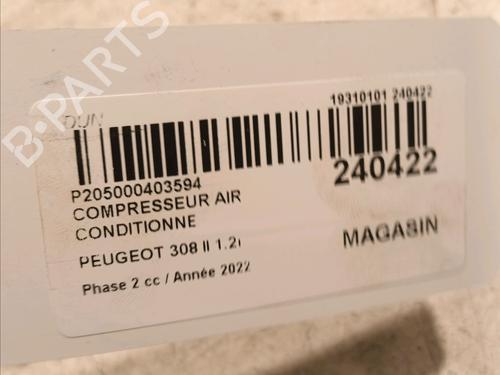 B-PARTS
DUN
19310101 240422
P205000403594
240422
COMPRESSEUR AIR
CONDITIONNE
MAGASIN
PEUGEOT 308 II 1.2i
Phase 2 cc / Année 2022